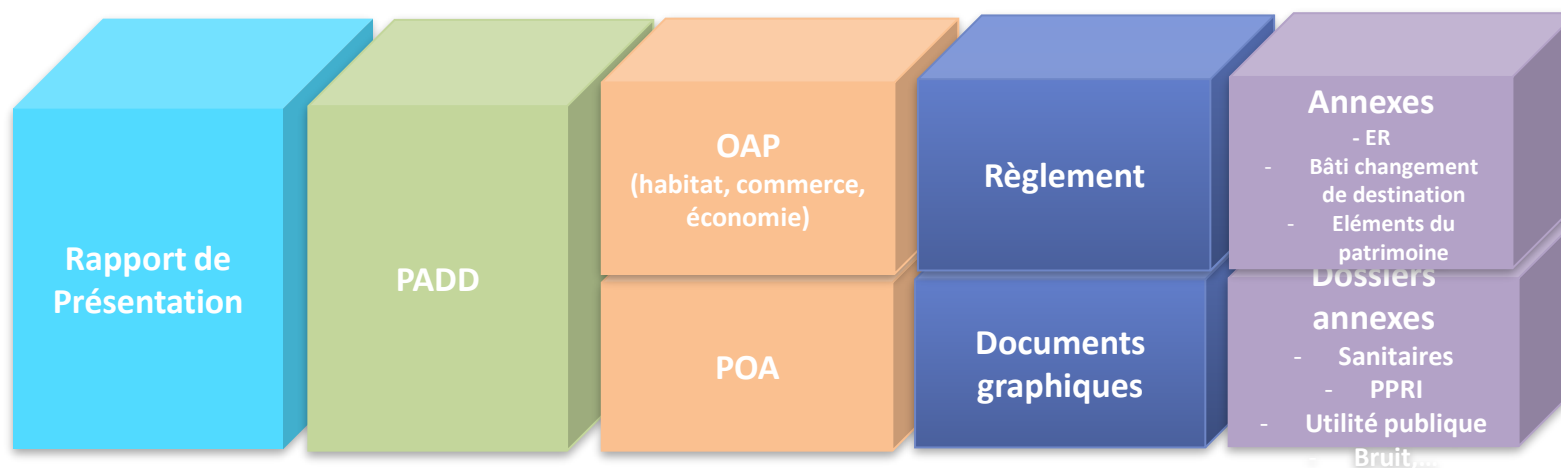 Rapport de
Présentation
PADD
OAP
(habitat, commerce,
économie)
POA
Règlement
Documents
graphiques
Annexes
- ER
- Bâti changement
de destination
- Eléments du
patrimoine
Dossiers
annexes
- Sanitaires
- PPRI
- Utilité publique
- Bruit,...